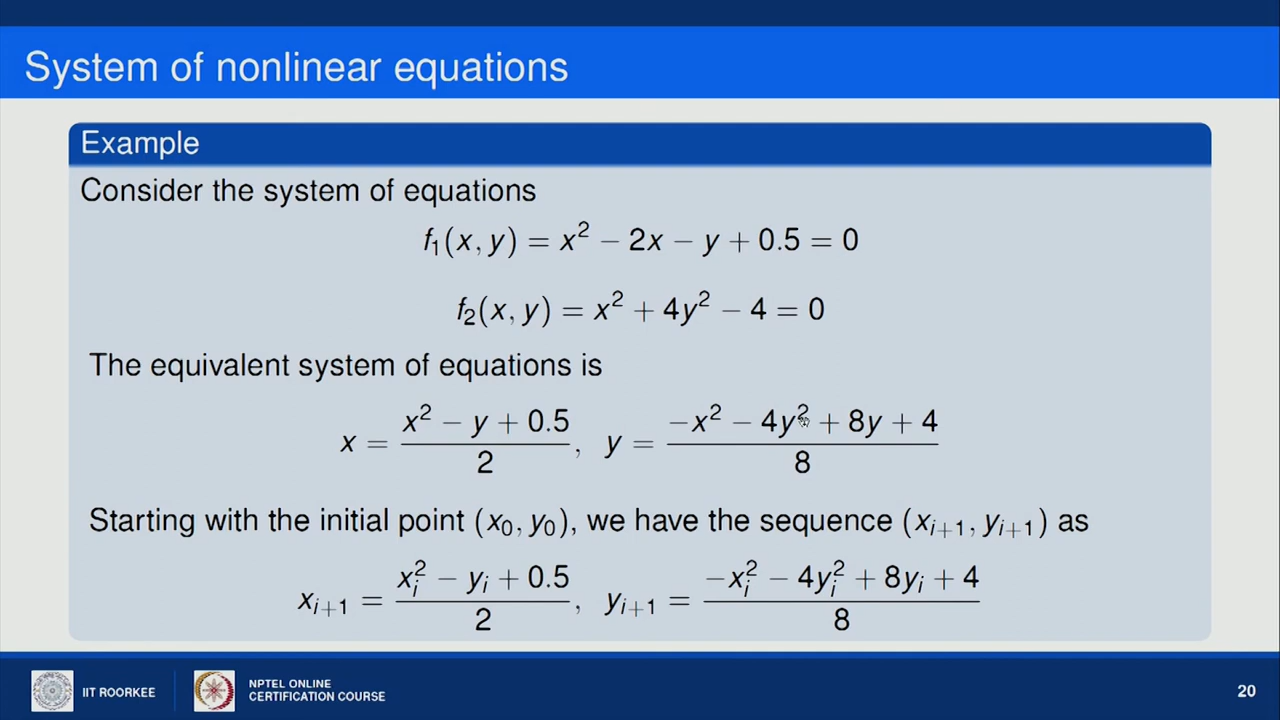 System of nonlinear equations
Example
Consider the system of equations
f₁(x, y) = x² − 2x − y + 0.5 = 0
f₂(x, y) = x² + 4y² − 4 = 0
The equivalent system of equations is
x = (x² − y + 0.5)/2, y = (−x² − 4y² + 8y + 4)/8
Starting with the initial point (x₀, y₀), we have the sequence (xᵢ₊₁, yᵢ₊₁) as
xᵢ₊₁ = (xᵢ² − yᵢ + 0.5)/2, yᵢ₊₁ = (−xᵢ² − 4yᵢ² + 8yᵢ + 4)/8
IIT ROORKEE
NPTEL ONLINE
CERTIFICATION COURSE
20